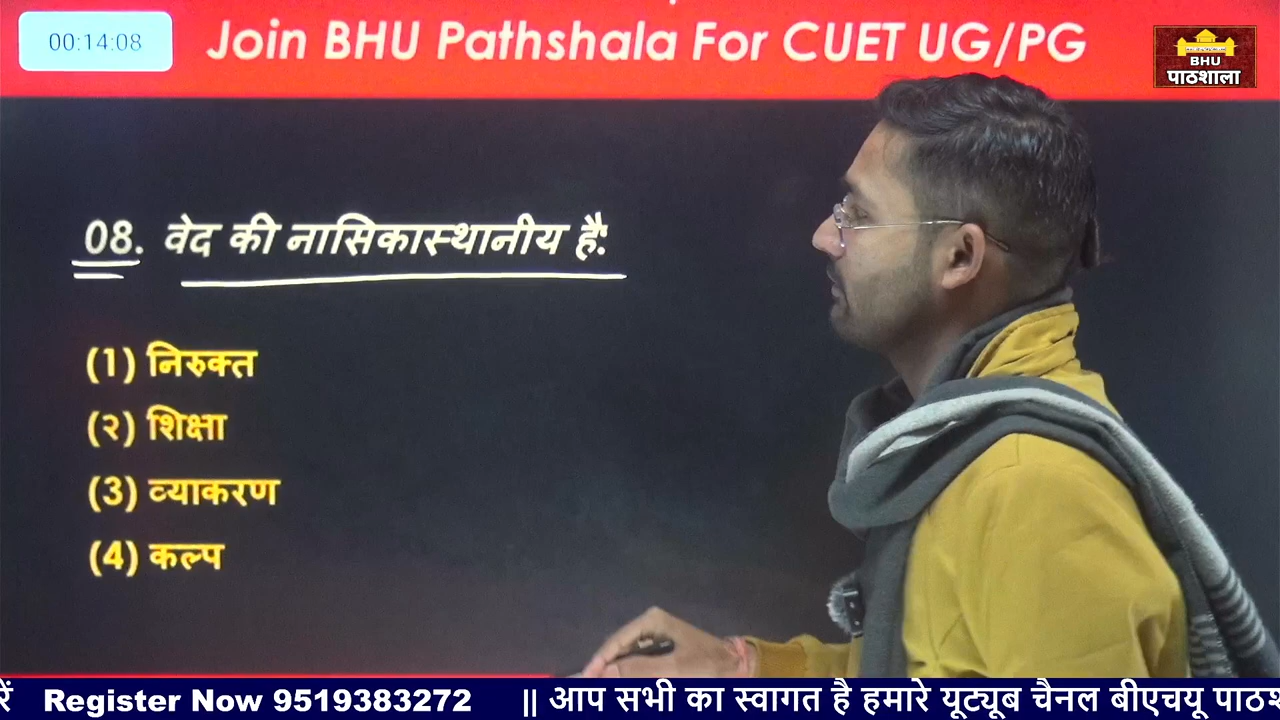 00:14:08
Join BHU Pathshala For CUET UG/PG
BHU
पाठशाला
08. वेद की नासिकास्थानीय है:
(1) निरुक्त
(२) शिक्षा
(3) व्याकरण
(4) कल्प
Register Now 9519383272 || आप सभी का स्वागत है हमारे यूट्यूब चैनल बीएचयू